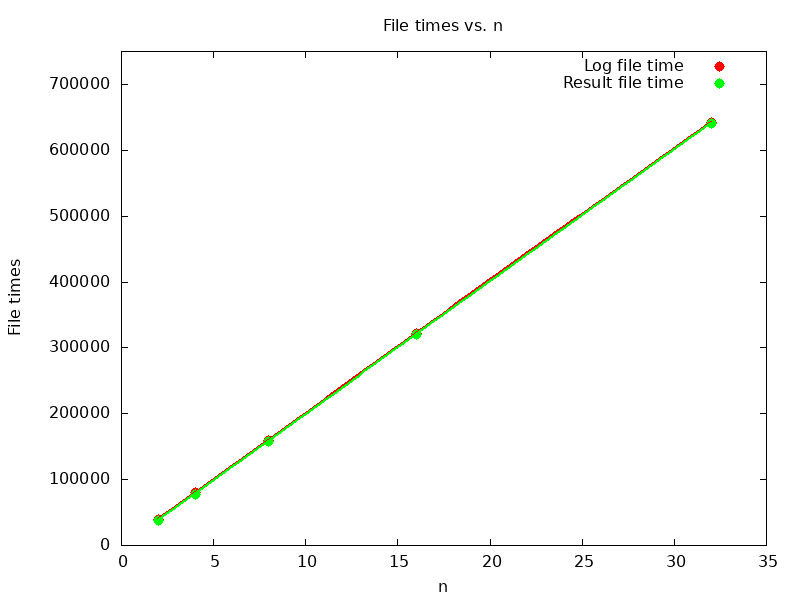 File times vs. n
Log file time
Result file time
700000
600000
500000
400000
300000
200000
100000
0
File times
0 5 10 15 20 25 30 35
n